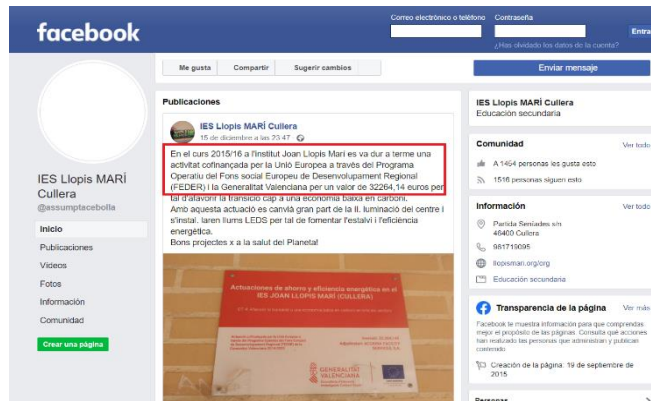 facebook
Correo electrónico o teléfono Contraseña
Entra
¿Has olvidado los datos de la cuenta?
Me gusta Compartir Sugerir cambios
Enviar mensaje
Publicaciones
IES Llopis MARÍ Cullera
15 de diciembre a las 23:47
En el curs 2015/16 a l'institut Joan Llopis Marí es va dur a terme una
activitat cofinançada per la Unió Europea a través del Programa
Operatiu del Fons social Europeu de Desenvolupament Regional
(FEDER) i la Generalitat Valenciana per un valor de 32264,14 euros per
tal d'afavorir la transició cap a una economia baixa en carboni.
Amb aquesta actuació es canvià gran part de la il. luminació del centre i
s'instal. laren llums LEDS per tal de fomentar l'estalvi i l'eficiència
energètica.
Bons projectes x a la salut del Planeta!
Actuaciones de ahorro y eficiencia energética en el
IES JOAN LLOPIS MARÍ (CULLERA)
GENERALITAT
VALENCIANA
IES Llopis MARÍ
Cullera
@assumptacebolla
Inicio
Publicaciones
Vídeos
Fotos
Información
Comunidad
Crear una página
IES Llopis MARÍ Cullera
Educación secundaria
Comunidad Ver todo
A 1464 personas les gusta esto
1516 personas siguen esto
Información Ver todo
Partida Seniades s/n
46400 Cullera
961719095
llopismari.org/org
Educación secundaria
Transparencia de la página Ver más
Facebook te muestra información para que comprendas
mejor el propósito de las páginas. Consulta qué acciones
han realizado las personas que administran y publican
contenido.
Creación de la página: 19 de septiembre de
2015
Personas